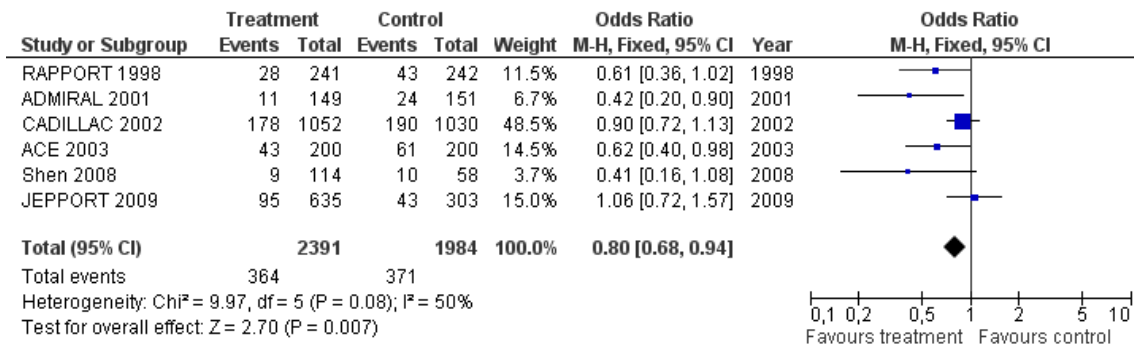 Treatment Control Odds Ratio Odds Ratio
Study or Subgroup Events Total Events Total Weight M-H, Fixed, 95% CI Year M-H, Fixed, 95% CI
RAPPORT 1998 28 241 43 242 11.5% 0.61 [0.36, 1.02] 1998
ADMIRAL 2001 11 149 24 151 6.7% 0.42 [0.20, 0.90] 2001
CADILLAC 2002 178 1052 190 1030 48.5% 0.90 [0.72, 1.13] 2002
ACE 2003 43 200 61 200 14.5% 0.62 [0.40, 0.98] 2003
Shen 2008 9 114 10 58 3.7% 0.41 [0.16, 1.08] 2008
JEPPORT 2009 95 635 43 303 15.0% 1.06 [0.72, 1.57] 2009
Total (95% CI) 2391 1984 100.0% 0.80 [0.68, 0.94]
Total events 364 371
Heterogeneity: Chi² = 9.97, df = 5 (P = 0.08); I² = 50%
Test for overall effect: Z = 2.70 (P = 0.007)
0,1 0,2 0,5 1 2 5 10
Favours treatment Favours control